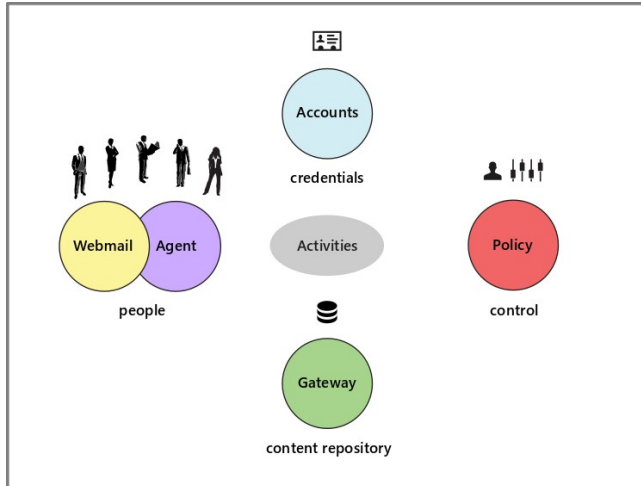 Accounts
credentials
Webmail
Agent
people
Activities
Policy
control
Gateway
content repository